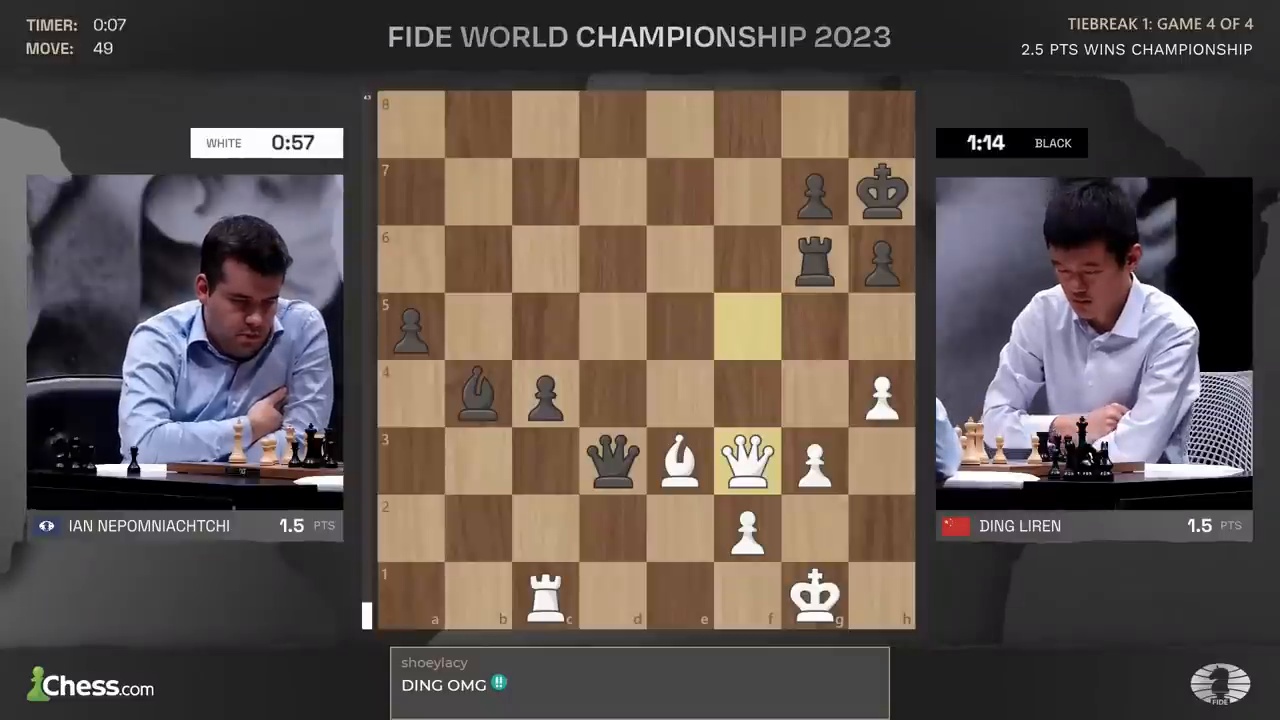 TIMER: 0:07
MOVE: 49
FIDE WORLD CHAMPIONSHIP 2023
TIEBREAK 1: GAME 4 OF 4
2.5 PTS WINS CHAMPIONSHIP
WHITE 0:57
1:14 BLACK
8
7
6
5
4
3
2
1
a b c d e f g h
IAN NEPOMNIACHTCHI 1.5 PTS
DING LIREN 1.5 PTS
shoeylacy
DING OMG !!
Chess.com
FIDE